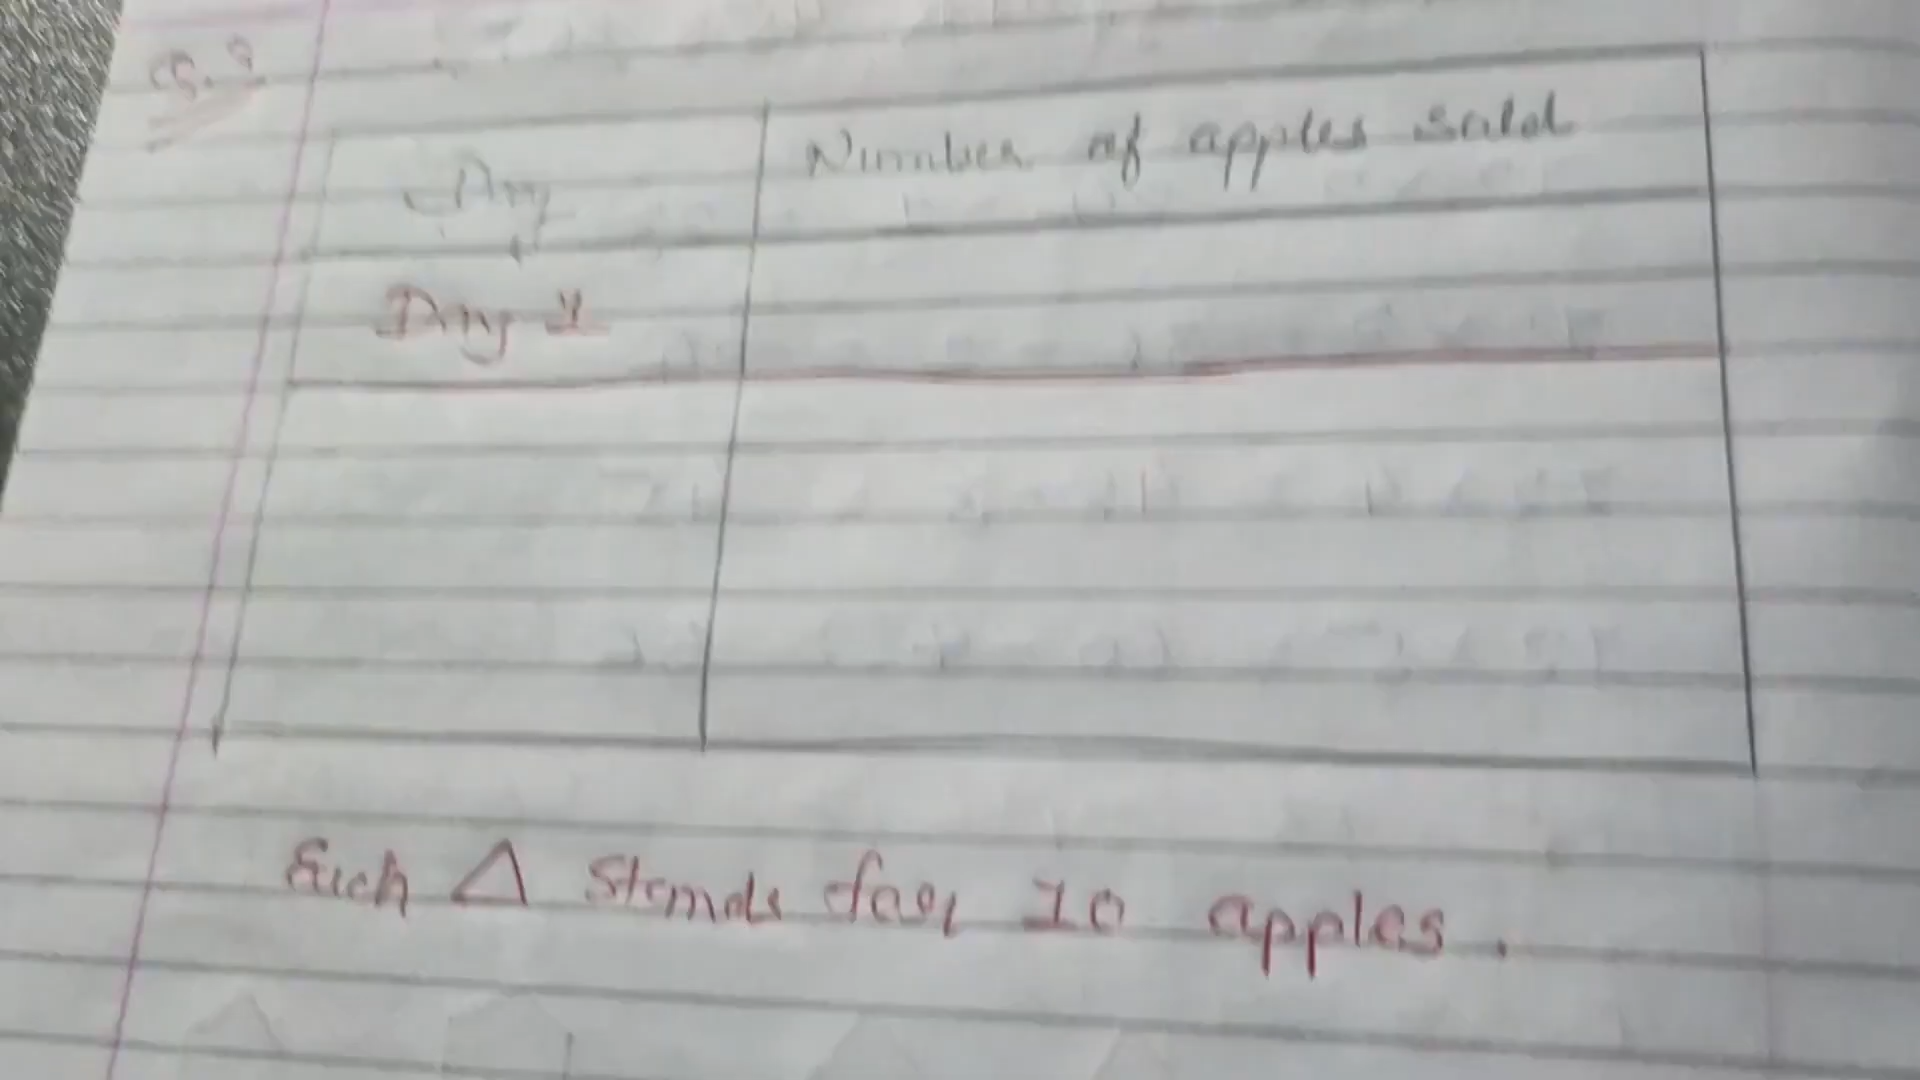 Day
Number of apples sold
Day 1
Each △ stands for 10 apples.